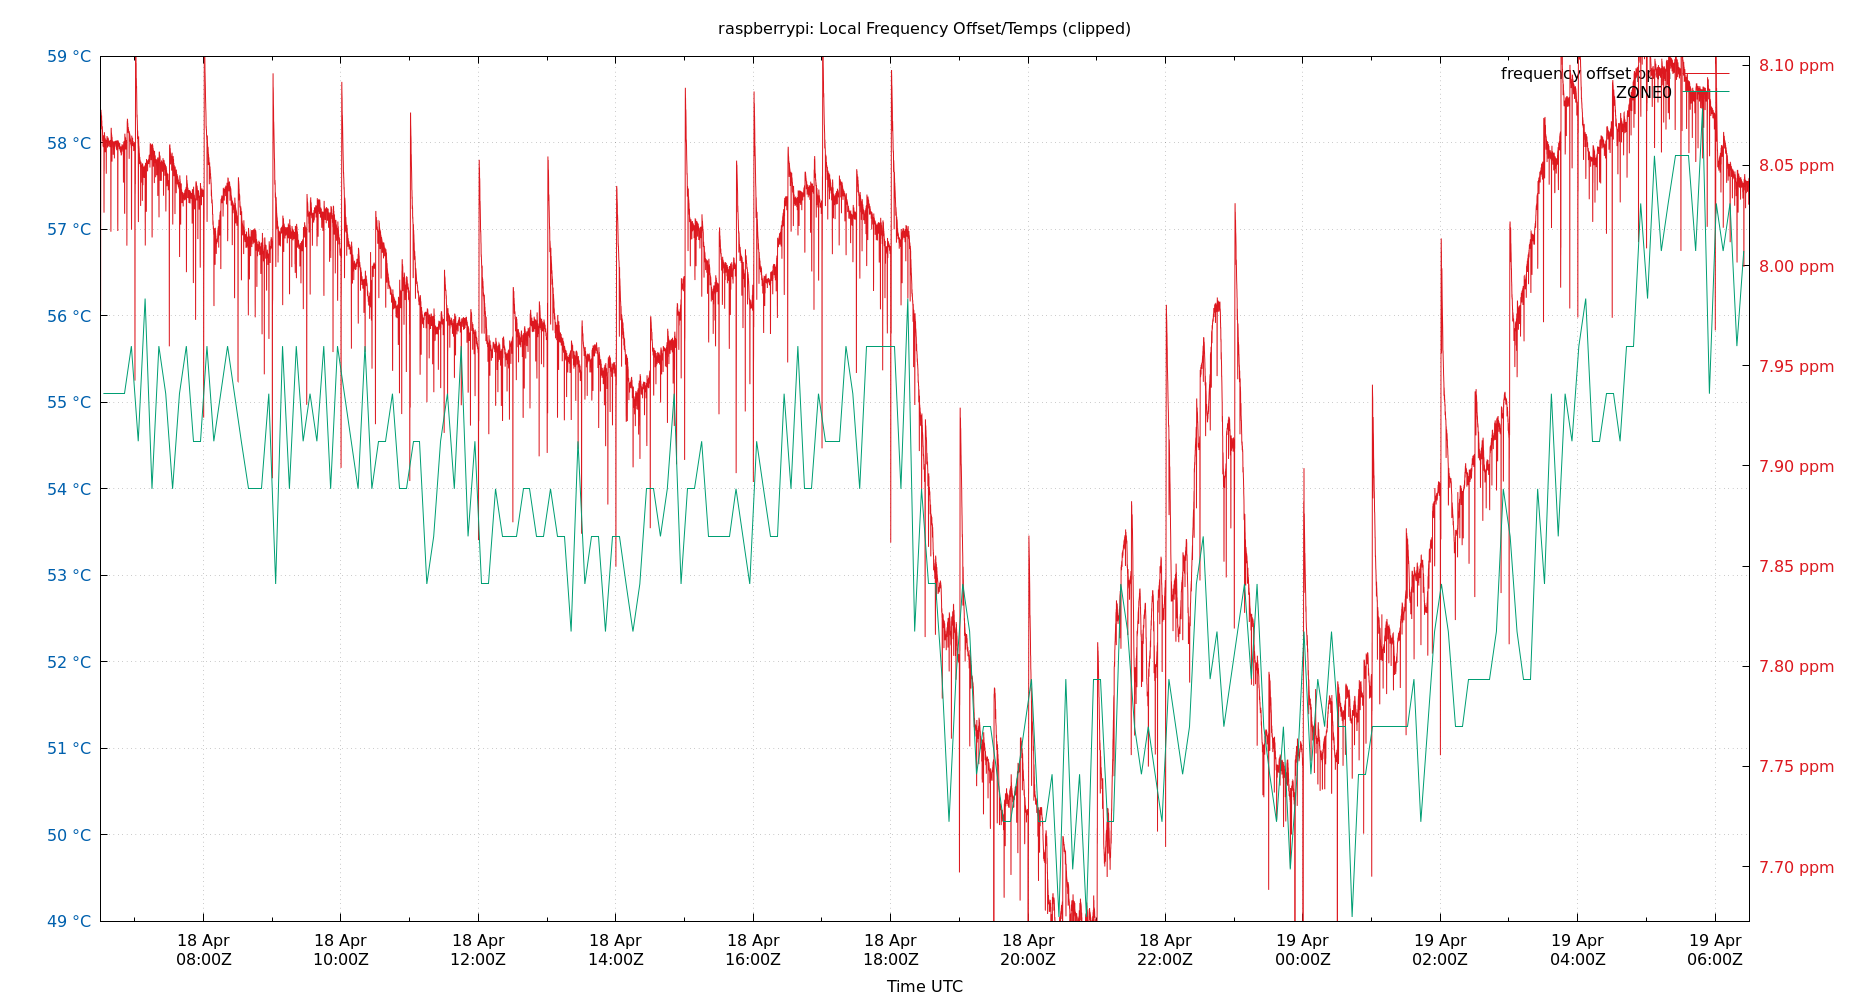 raspberrypi: Local Frequency Offset/Temps (clipped)
59 °C
58 °C
57 °C
56 °C
55 °C
54 °C
53 °C
52 °C
51 °C
50 °C
49 °C
8.10 ppm
8.05 ppm
8.00 ppm
7.95 ppm
7.90 ppm
7.85 ppm
7.80 ppm
7.75 ppm
7.70 ppm
frequency offset
ZONE0
18 Apr 18 Apr 18 Apr 18 Apr 18 Apr 18 Apr 18 Apr 18 Apr 19 Apr 19 Apr 19 Apr 19 Apr
08:00Z 10:00Z 12:00Z 14:00Z 16:00Z 18:00Z 20:00Z 22:00Z 00:00Z 02:00Z 04:00Z 06:00Z
Time UTC